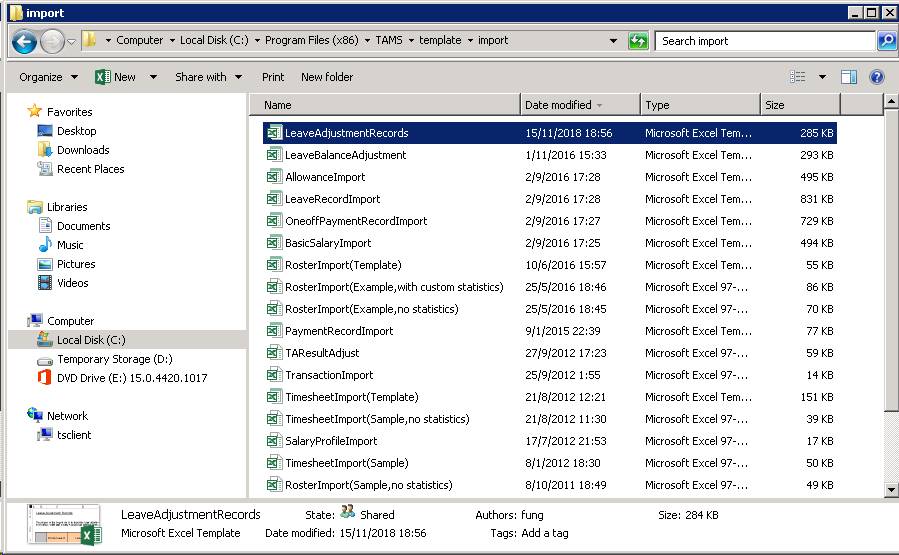 import
Computer Local Disk (C:) Program Files (x86) TAMS template import Search import
Organize New Share with Print New folder
Name Date modified Type Size
Favorites
Desktop
Downloads
Recent Places
Libraries
Documents
Music
Pictures
Videos
Computer
Local Disk (C:)
Temporary Storage (D:)
DVD Drive (E:) 15.0.4420.1017
Network
tsclient
LeaveAdjustmentRecords 15/11/2018 18:56 Microsoft Excel Tem... 285 KB
LeaveBalanceAdjustment 1/11/2016 15:33 Microsoft Excel Tem... 293 KB
AllowanceImport 2/9/2016 17:28 Microsoft Excel Tem... 495 KB
LeaveRecordImport 2/9/2016 17:28 Microsoft Excel Tem... 831 KB
OneoffPaymentRecordImport 2/9/2016 17:27 Microsoft Excel Tem... 729 KB
BasicSalaryImport 2/9/2016 17:25 Microsoft Excel Tem... 494 KB
RosterImport(Template) 10/6/2016 15:57 Microsoft Excel Tem... 55 KB
RosterImport(Example,with custom statistics) 25/5/2016 18:46 Microsoft Excel 97-... 86 KB
RosterImport(Example,no statistics) 25/5/2016 18:45 Microsoft Excel 97-... 70 KB
PaymentRecordImport 9/1/2015 22:39 Microsoft Excel Tem... 77 KB
TAResultAdjust 27/9/2012 17:23 Microsoft Excel 97-... 59 KB
TransactionImport 25/9/2012 1:55 Microsoft Excel 97-... 14 KB
TimesheetImport(Template) 21/8/2012 12:21 Microsoft Excel Tem... 151 KB
TimesheetImport(Sample,no statistics) 21/8/2012 11:30 Microsoft Excel 97-... 39 KB
SalaryProfileImport 17/7/2012 21:53 Microsoft Excel 97-... 17 KB
TimesheetImport(Sample) 8/1/2012 18:30 Microsoft Excel 97-... 50 KB
RosterImport(Sample,no statistics) 8/10/2011 18:49 Microsoft Excel 97-... 49 KB
LeaveAdjustmentRecords State: Shared Authors: fung Size: 284 KB
Microsoft Excel Template Date modified: 15/11/2018 18:56 Tags: Add a tag